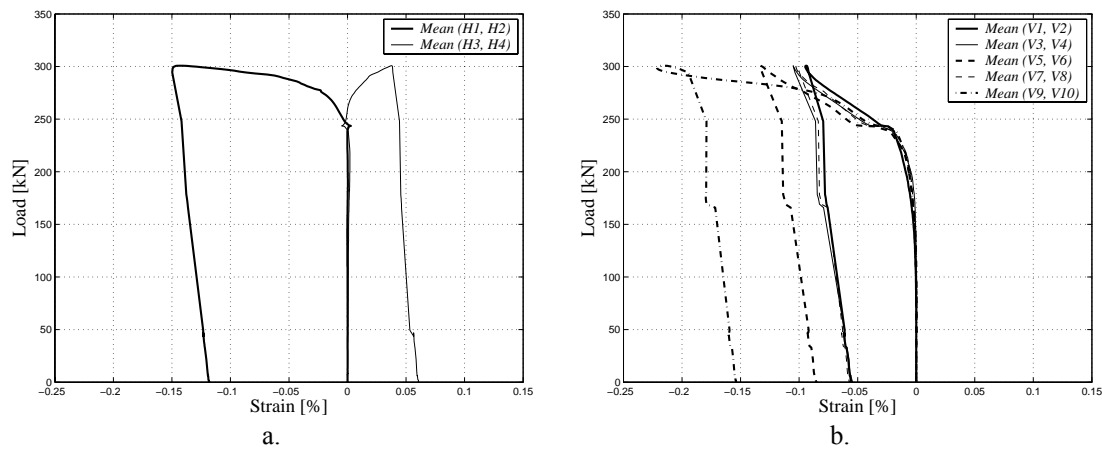 350
300
250
200
150
100
50
0
Load [kN]
−0.25
−0.2
−0.15
−0.1
−0.05
0
0.05
0.1
0.15
Strain [%]
Mean (H1, H2)
Mean (H3, H4)
a.
350
300
250
200
150
100
50
0
Load [kN]
−0.25
−0.2
−0.15
−0.1
−0.05
0
0.05
0.1
0.15
Strain [%]
Mean (V1, V2)
Mean (V3, V4)
Mean (V5, V6)
Mean (V7, V8)
Mean (V9, V10)
b.